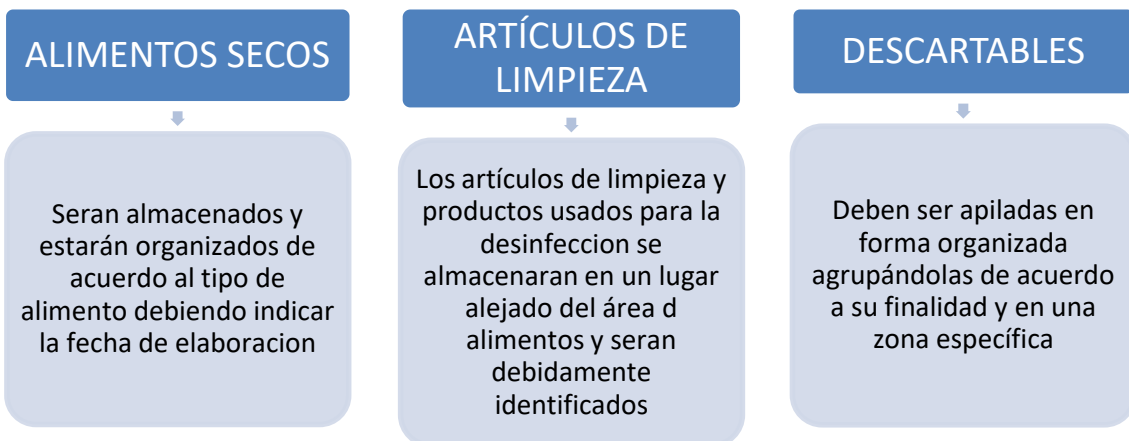 ALIMENTOS SECOS
Seran almacenados y
estarán organizados de
acuerdo al tipo de
alimento debiendo indicar
la fecha de elaboracion
ARTÍCULOS DE
LIMPIEZA
Los artículos de limpieza y
productos usados para la
desinfeccion se
almacenaran en un lugar
alejado del área d
alimentos y seran
debidamente
identificados
DESCARTABLES
Deben ser apiladas en
forma organizada
agrupándolas de acuerdo
a su finalidad y en una
zona específica